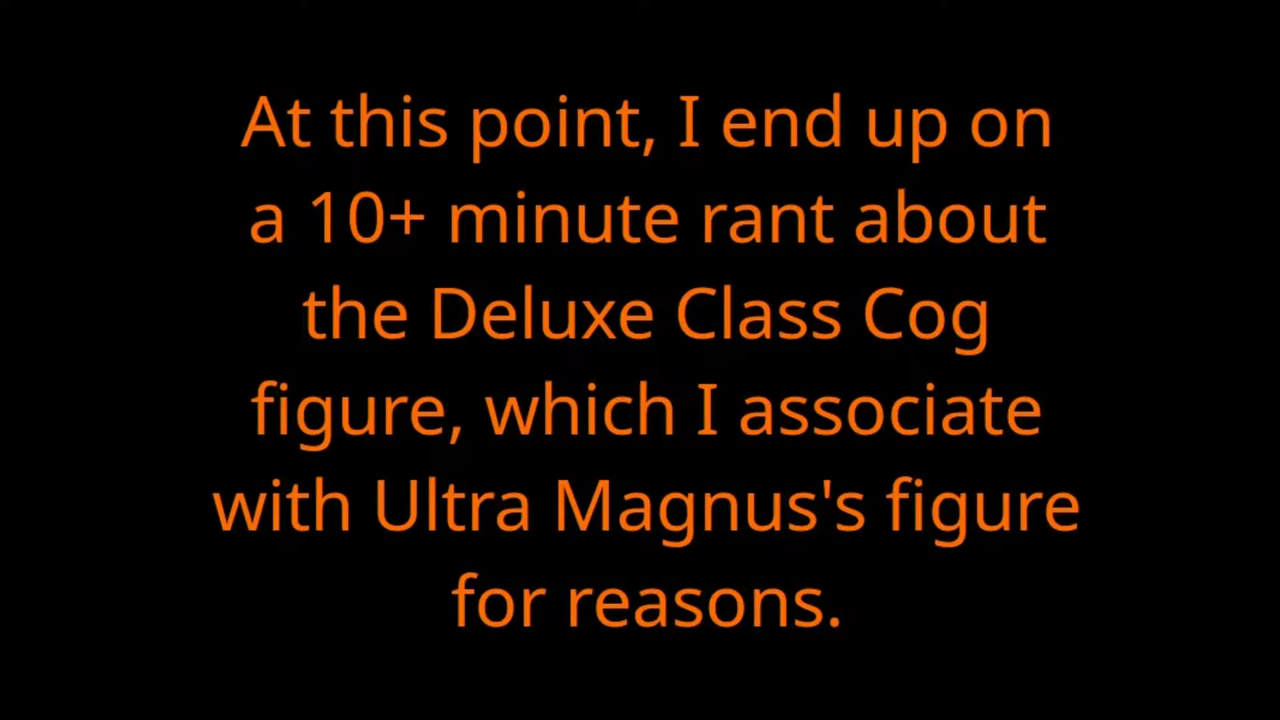 At this point, I end up on
a 10+ minute rant about
the Deluxe Class Cog
figure, which I associate
with Ultra Magnus's figure
for reasons.